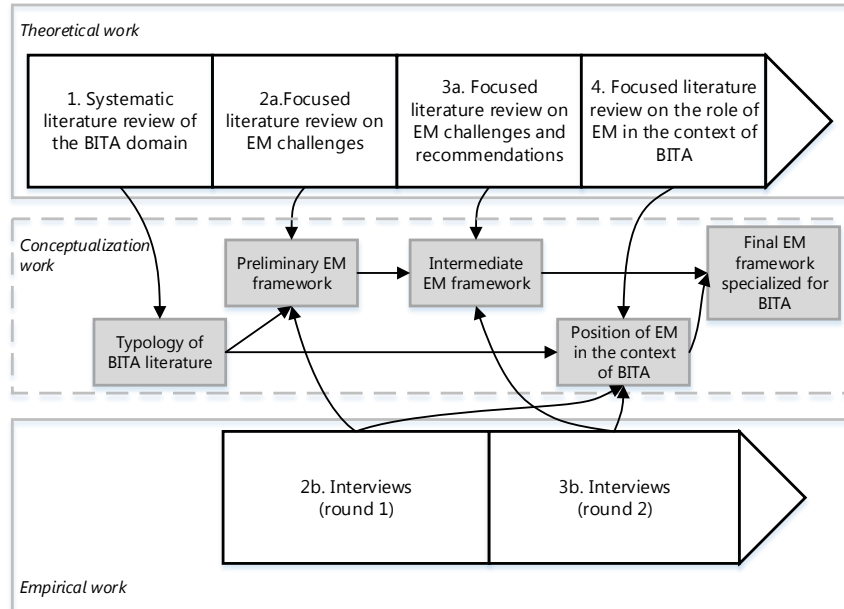 Theoretical work
1. Systematic
literature review of
the BITA domain
2a.Focused
literature review on
EM challenges
3a. Focused
literature review on
EM challenges and
recommendations
4. Focused literature
review on the role of
EM in the context of
BITA
Conceptualization
work
Preliminary EM
framework
Intermediate
EM framework
Final EM
framework
specialized for
BITA
Typology of
BITA literature
Position of EM
in the context
of BITA
2b. Interviews
(round 1)
3b. Interviews
(round 2)
Empirical work